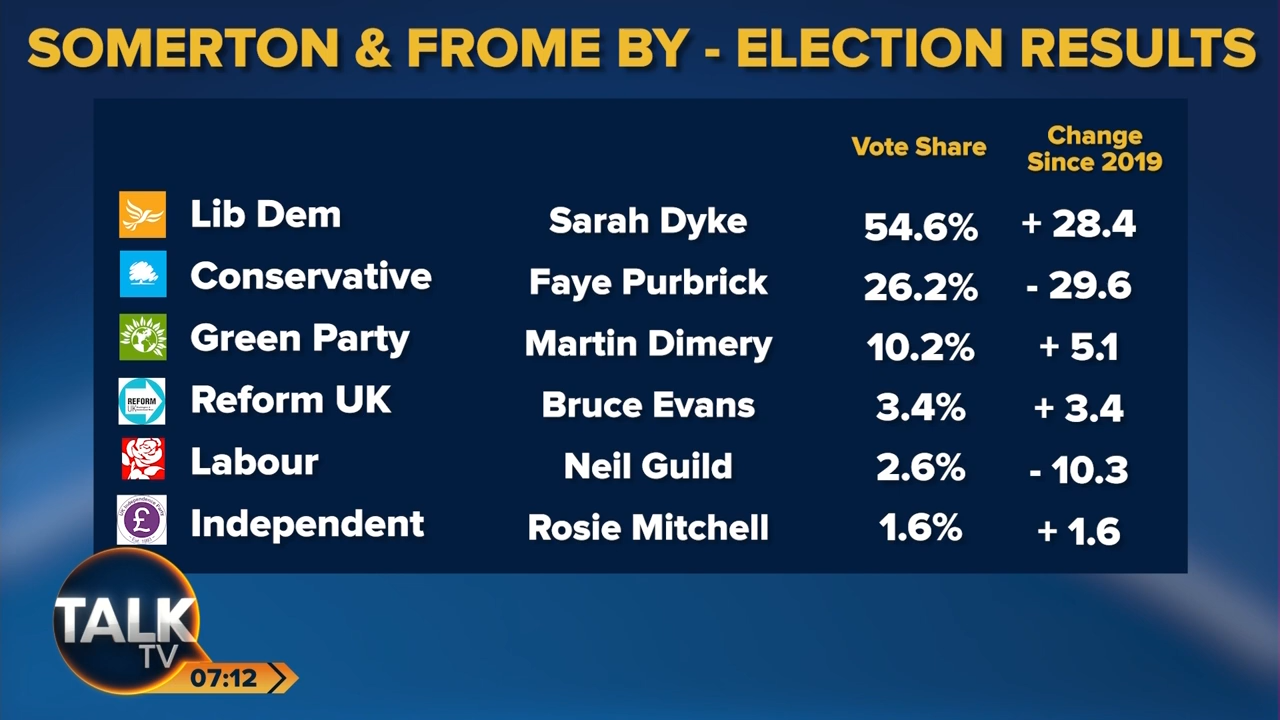 SOMERTON & FROME BY - ELECTION RESULTS
Vote Share
Change
Since 2019
Lib Dem Sarah Dyke 54.6% + 28.4
Conservative Faye Purbrick 26.2% - 29.6
Green Party Martin Dimery 10.2% + 5.1
REFORM
Reform UK Bruce Evans 3.4% + 3.4
Labour Neil Guild 2.6% - 10.3
£
Independent Rosie Mitchell 1.6% + 1.6
TALK
TV
07:12